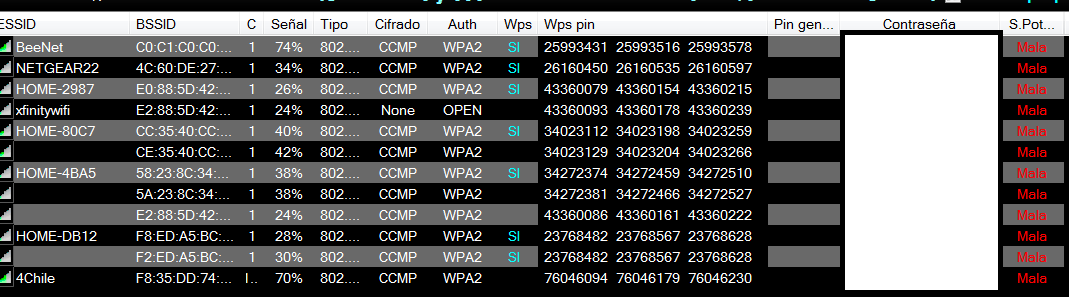 ESSID BSSID C Señal Tipo Cifrado Auth Wps Wps pin Pin gen... Contraseña S.Pot...
BeeNet C0:C1:C0:C0:... 1 74% 802.... CCMP WPA2 SI 25993431 25993516 25993578 Mala
NETGEAR22 4C:60:DE:27:... 1 34% 802.... CCMP WPA2 SI 26160450 26160535 26160597 Mala
HOME-2987 E0:88:5D:42:... 1 26% 802.... CCMP WPA2 SI 43360079 43360154 43360215 Mala
xfinitywifi E2:88:5D:42:... 1 24% 802.... None OPEN 43360093 43360178 43360239 Mala
HOME-80C7 CC:35:40:CC:... 1 40% 802.... CCMP WPA2 SI 34023112 34023198 34023259 Mala
CE:35:40:CC:... 1 42% 802.... CCMP WPA2 34023129 34023204 34023266 Mala
HOME-4BA5 58:23:8C:34:... 1 38% 802.... CCMP WPA2 SI 34272374 34272459 34272510 Mala
5A:23:8C:34:... 1 38% 802.... CCMP WPA2 34272381 34272466 34272527 Mala
E2:88:5D:42:... 1 24% 802.... CCMP WPA2 43360086 43360161 43360222 Mala
HOME-DB12 F8:ED:A5:BC:... 1 28% 802.... CCMP WPA2 SI 23768482 23768567 23768628 Mala
F2:ED:A5:BC:... 1 30% 802.... CCMP WPA2 SI 23768482 23768567 23768628 Mala
4Chile F8:35:DD:74:... I.. 70% 802.... CCMP WPA2 76046094 76046179 76046230 Mala